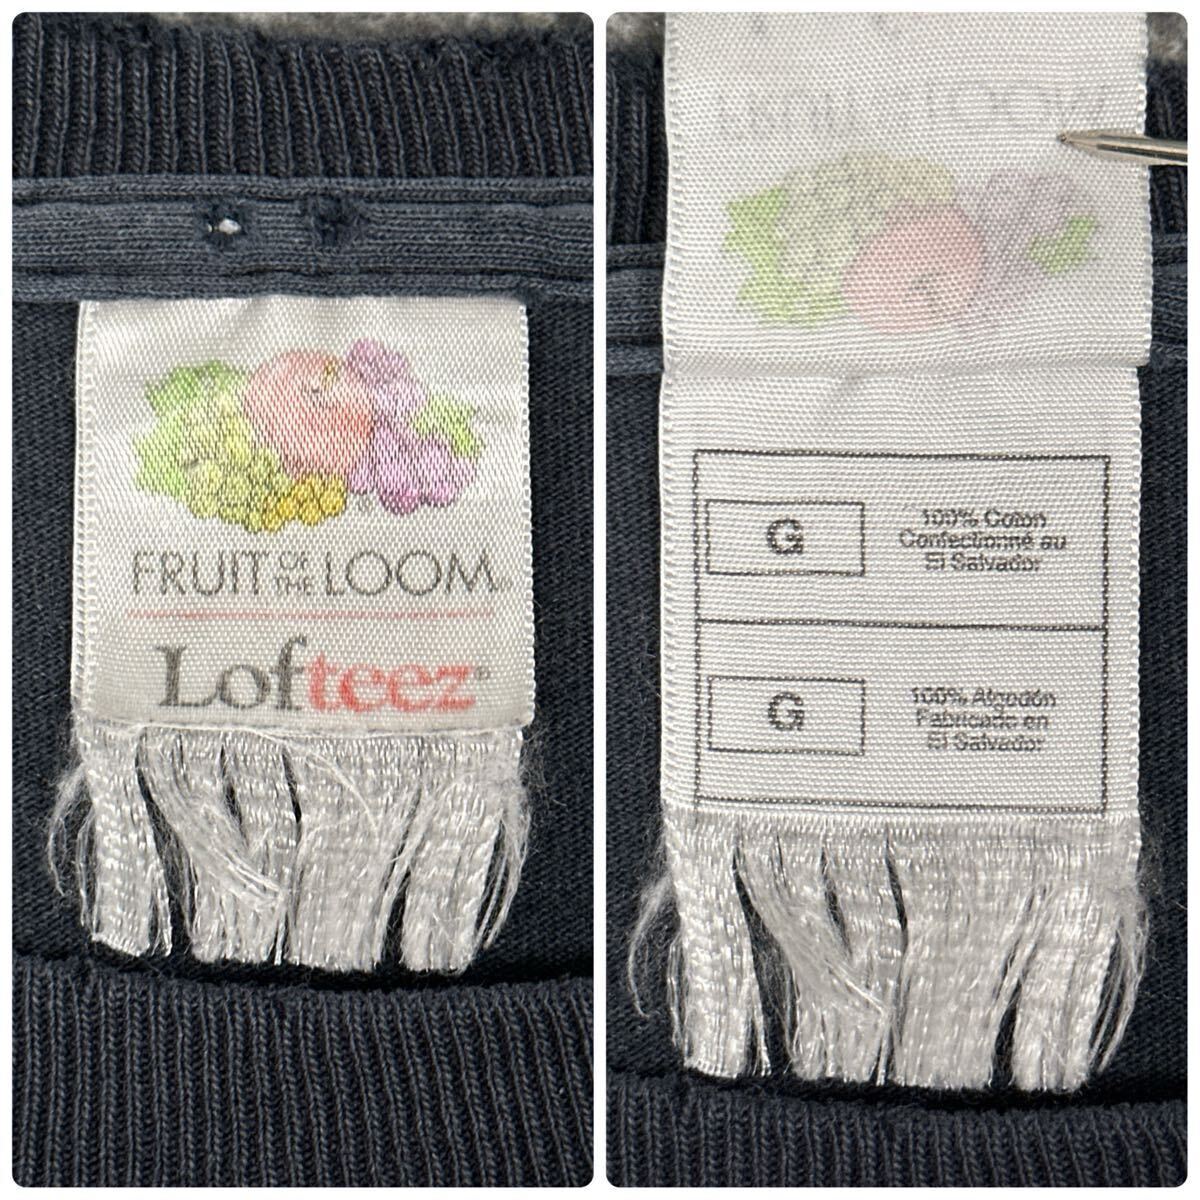 FRUIT OF THE LOOM®
Lofteez®
G
100% Coton
Confectionné au
El Salvador
G
100% Algodón
Fabricado en
El Salvador